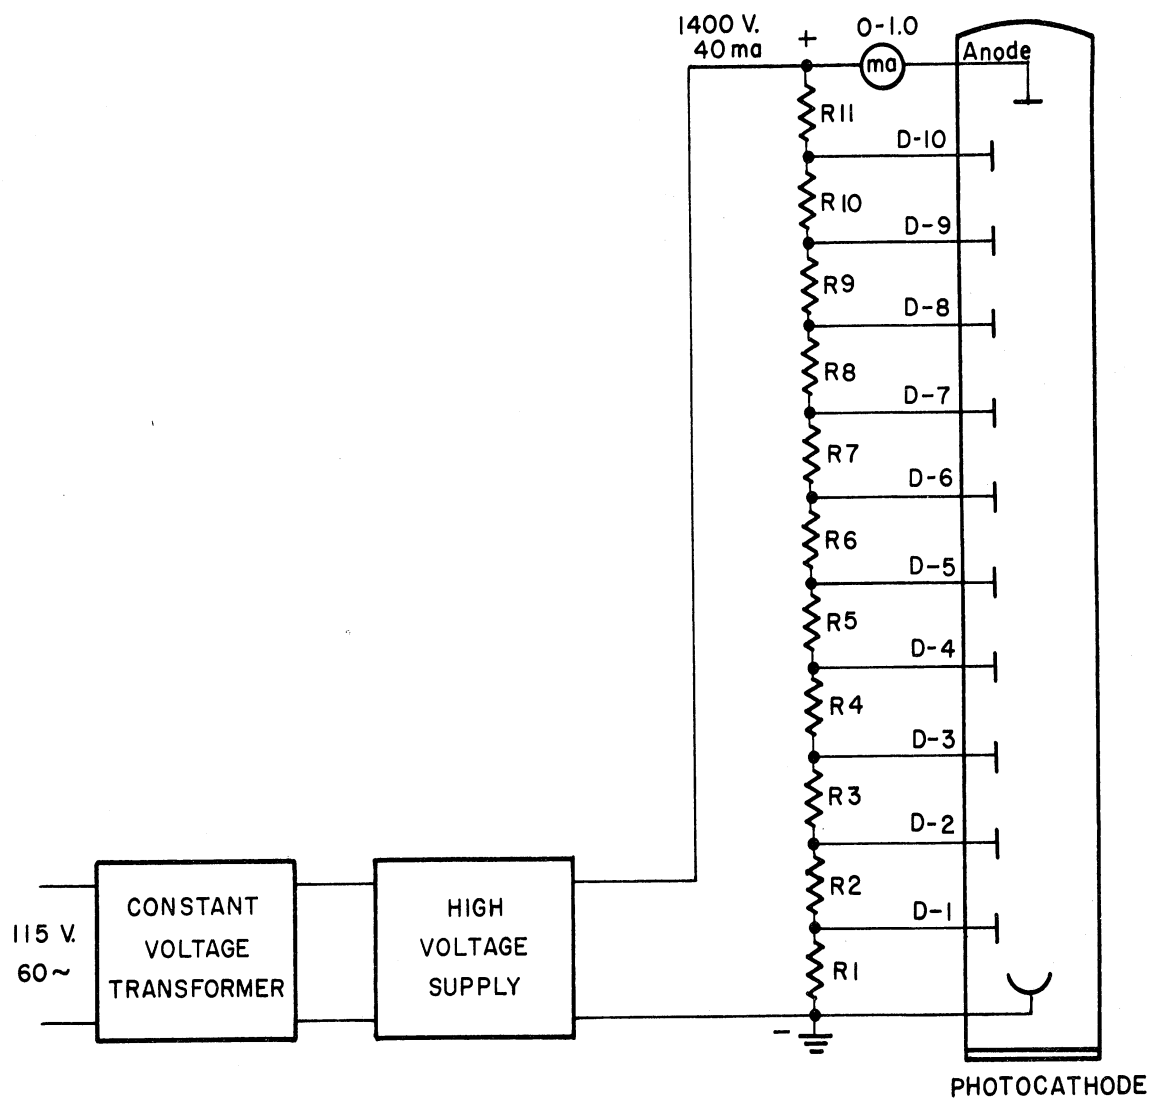 1400 V.
40 ma
+
0-1.0
ma
Anode
R11
D-10
R10
D-9
R9
D-8
R8
D-7
R7
D-6
R6
D-5
R5
D-4
R4
D-3
R3
D-2
R2
D-1
R1
–
115 V.
60~
CONSTANT
VOLTAGE
TRANSFORMER
HIGH
VOLTAGE
SUPPLY
PHOTOCATHODE